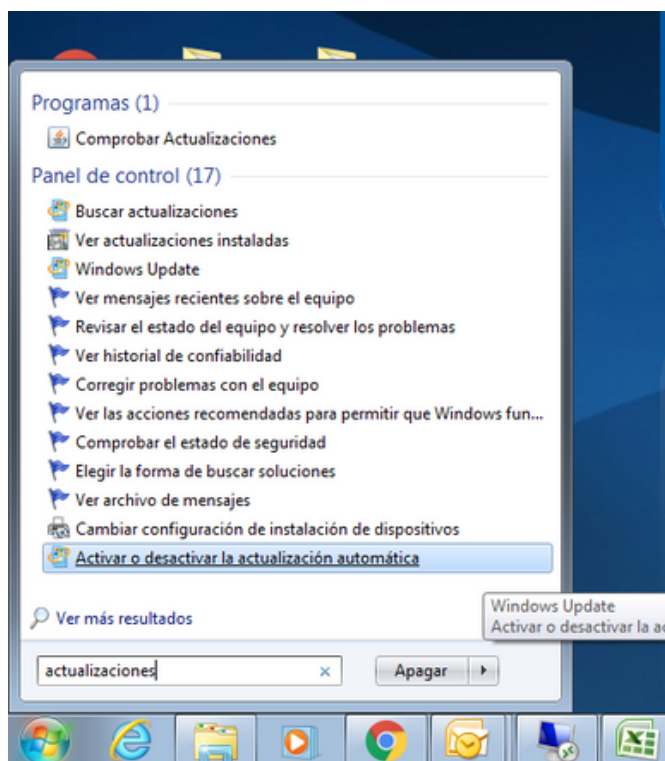 Programas (1)
Comprobar Actualizaciones
Panel de control (17)
Buscar actualizaciones
Ver actualizaciones instaladas
Windows Update
Ver mensajes recientes sobre el equipo
Revisar el estado del equipo y resolver los problemas
Ver historial de confiabilidad
Corregir problemas con el equipo
Ver las acciones recomendadas para permitir que Windows fun...
Comprobar el estado de seguridad
Elegir la forma de buscar soluciones
Ver archivo de mensajes
Cambiar configuración de instalación de dispositivos
Activar o desactivar la actualización automática
Windows Update
Activar o desactivar la
Ver más resultados
actualizaciones
Apagar